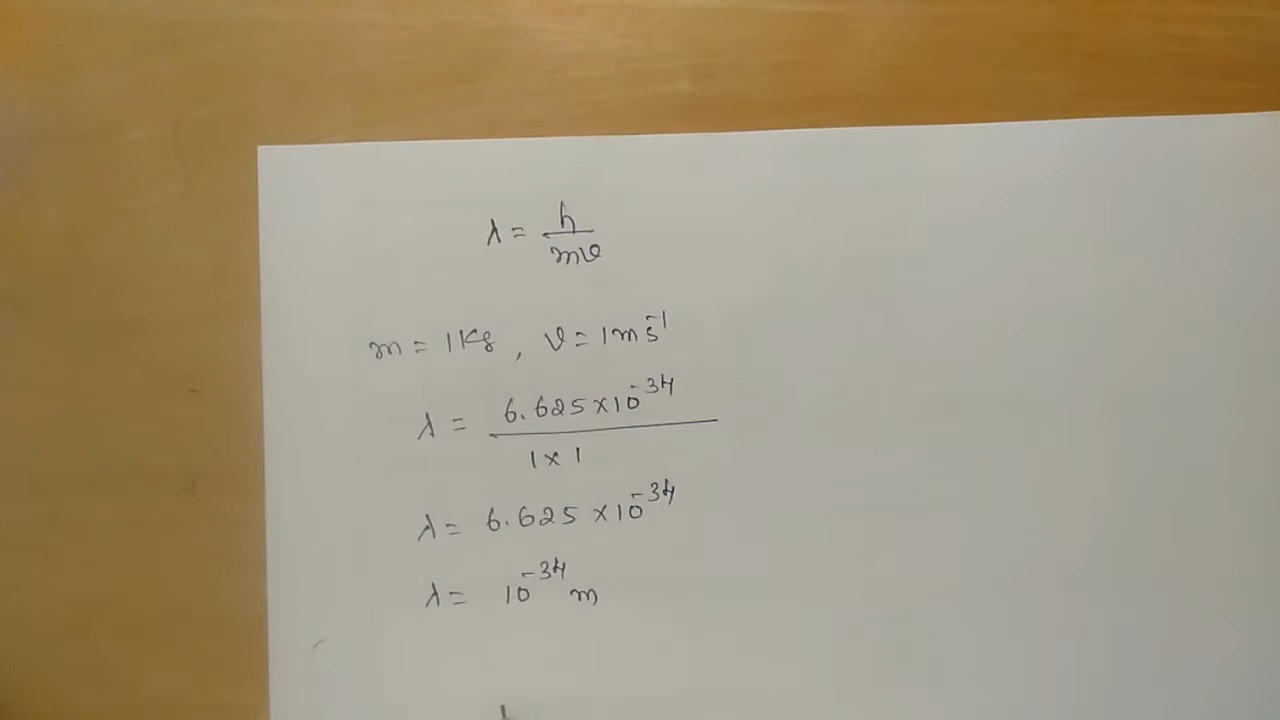 λ = h/mv
m = 1Kg, v = 1ms⁻¹
λ = 6.625×10⁻³⁴/1×1
λ = 6.625×10⁻³⁴
λ = 10⁻³⁴ m